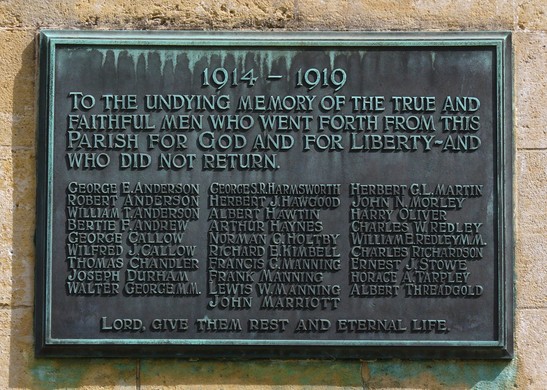 1914 – 1919
TO THE UNDYING MEMORY OF THE TRUE AND
FAITHFUL MEN WHO WENT FORTH FROM THIS
PARISH FOR GOD AND FOR LIBERTY~AND
WHO DID NOT RETURN.
GEORGE E. ANDERSON
ROBERT ANDERSON
WILLIAM T. ANDERSON
BERTIE F. ANDREW
GEORGE CALLOW
WILFRED J. CALLOW
THOMAS CHANDLER
JOSEPH DURHAM
WALTER GEORGE M.M.
GEORGE S.R. HARMSWORTH
HERBERT J. HAWGOOD
ALBERT HAWTIN
ARTHUR HAYNES
NORMAN G. HOLTBY
RICHARD E. KIMBELL
FRANCIS G. MANNING
FRANK MANNING
LEWIS W. MANNING
JOHN MARRIOTT
HERBERT G.L. MARTIN
JOHN N. MORLEY
HARRY OLIVER
CHARLES W. REDLEY
WILLIAM E. REDLEY M.M.
CHARLES RICHARDSON
ERNEST J. STOWE
HORACE A. TAPPLEY
ALBERT THREADGOLD
LORD, GIVE THEM REST AND ETERNAL LIFE.